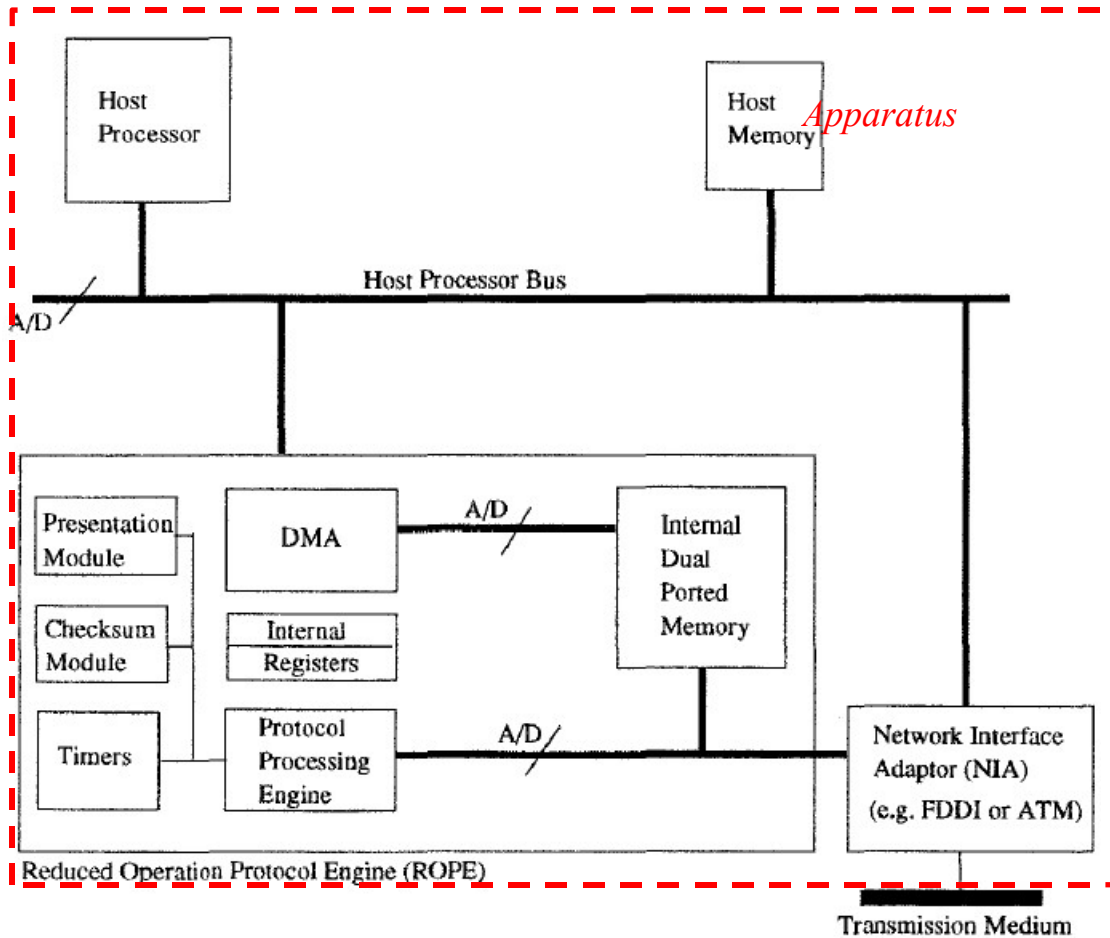 Host
Processor
Host
Memory
Apparatus
Host Processor Bus
A/D
Presentation
Module
DMA
A/D
Internal
Dual
Ported
Memory
Checksum
Module
Internal
Registers
Timers
Protocol
Processing
Engine
A/D
Network Interface
Adaptor (NIA)
(e.g. FDDI or ATM)
Reduced Operation Protocol Engine (ROPE)
Transmission Medium